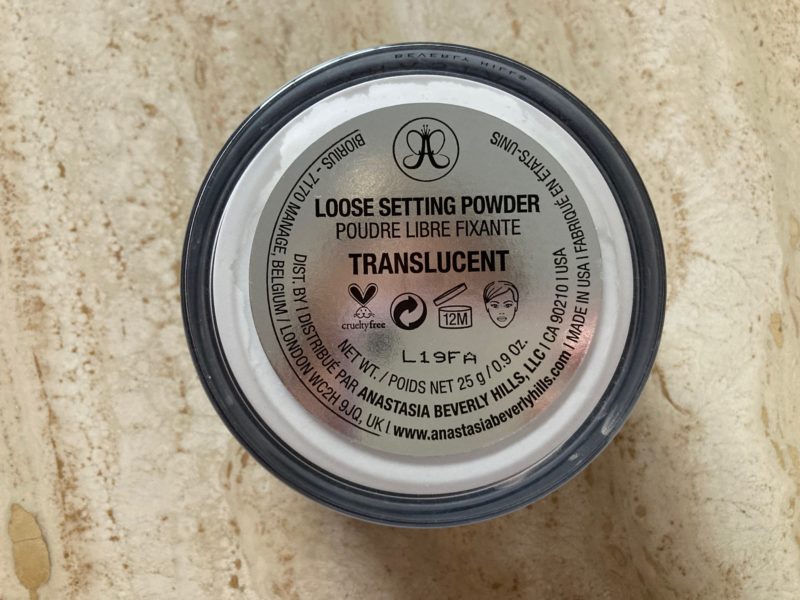 BEVERLY HILLS
LOOSE SETTING POWDER
POUDRE LIBRE FIXANTE
TRANSLUCENT
crueltyfree
12M
L19FA
NET WT. / POIDS NET 25 g / 0.9 OZ.
DIST. BY I DISTRIBUÉ PAR ANASTASIA BEVERLY HILLS, LLC I CA 90210 I USA
BIORIUS - 7170 MANAGE, BELGIUM I LONDON WC2H 9JQ, UK I www.anastasiabeverlyhills.com I MADE IN USA I FABRIQUÉ EN ÉTATS-UNIS